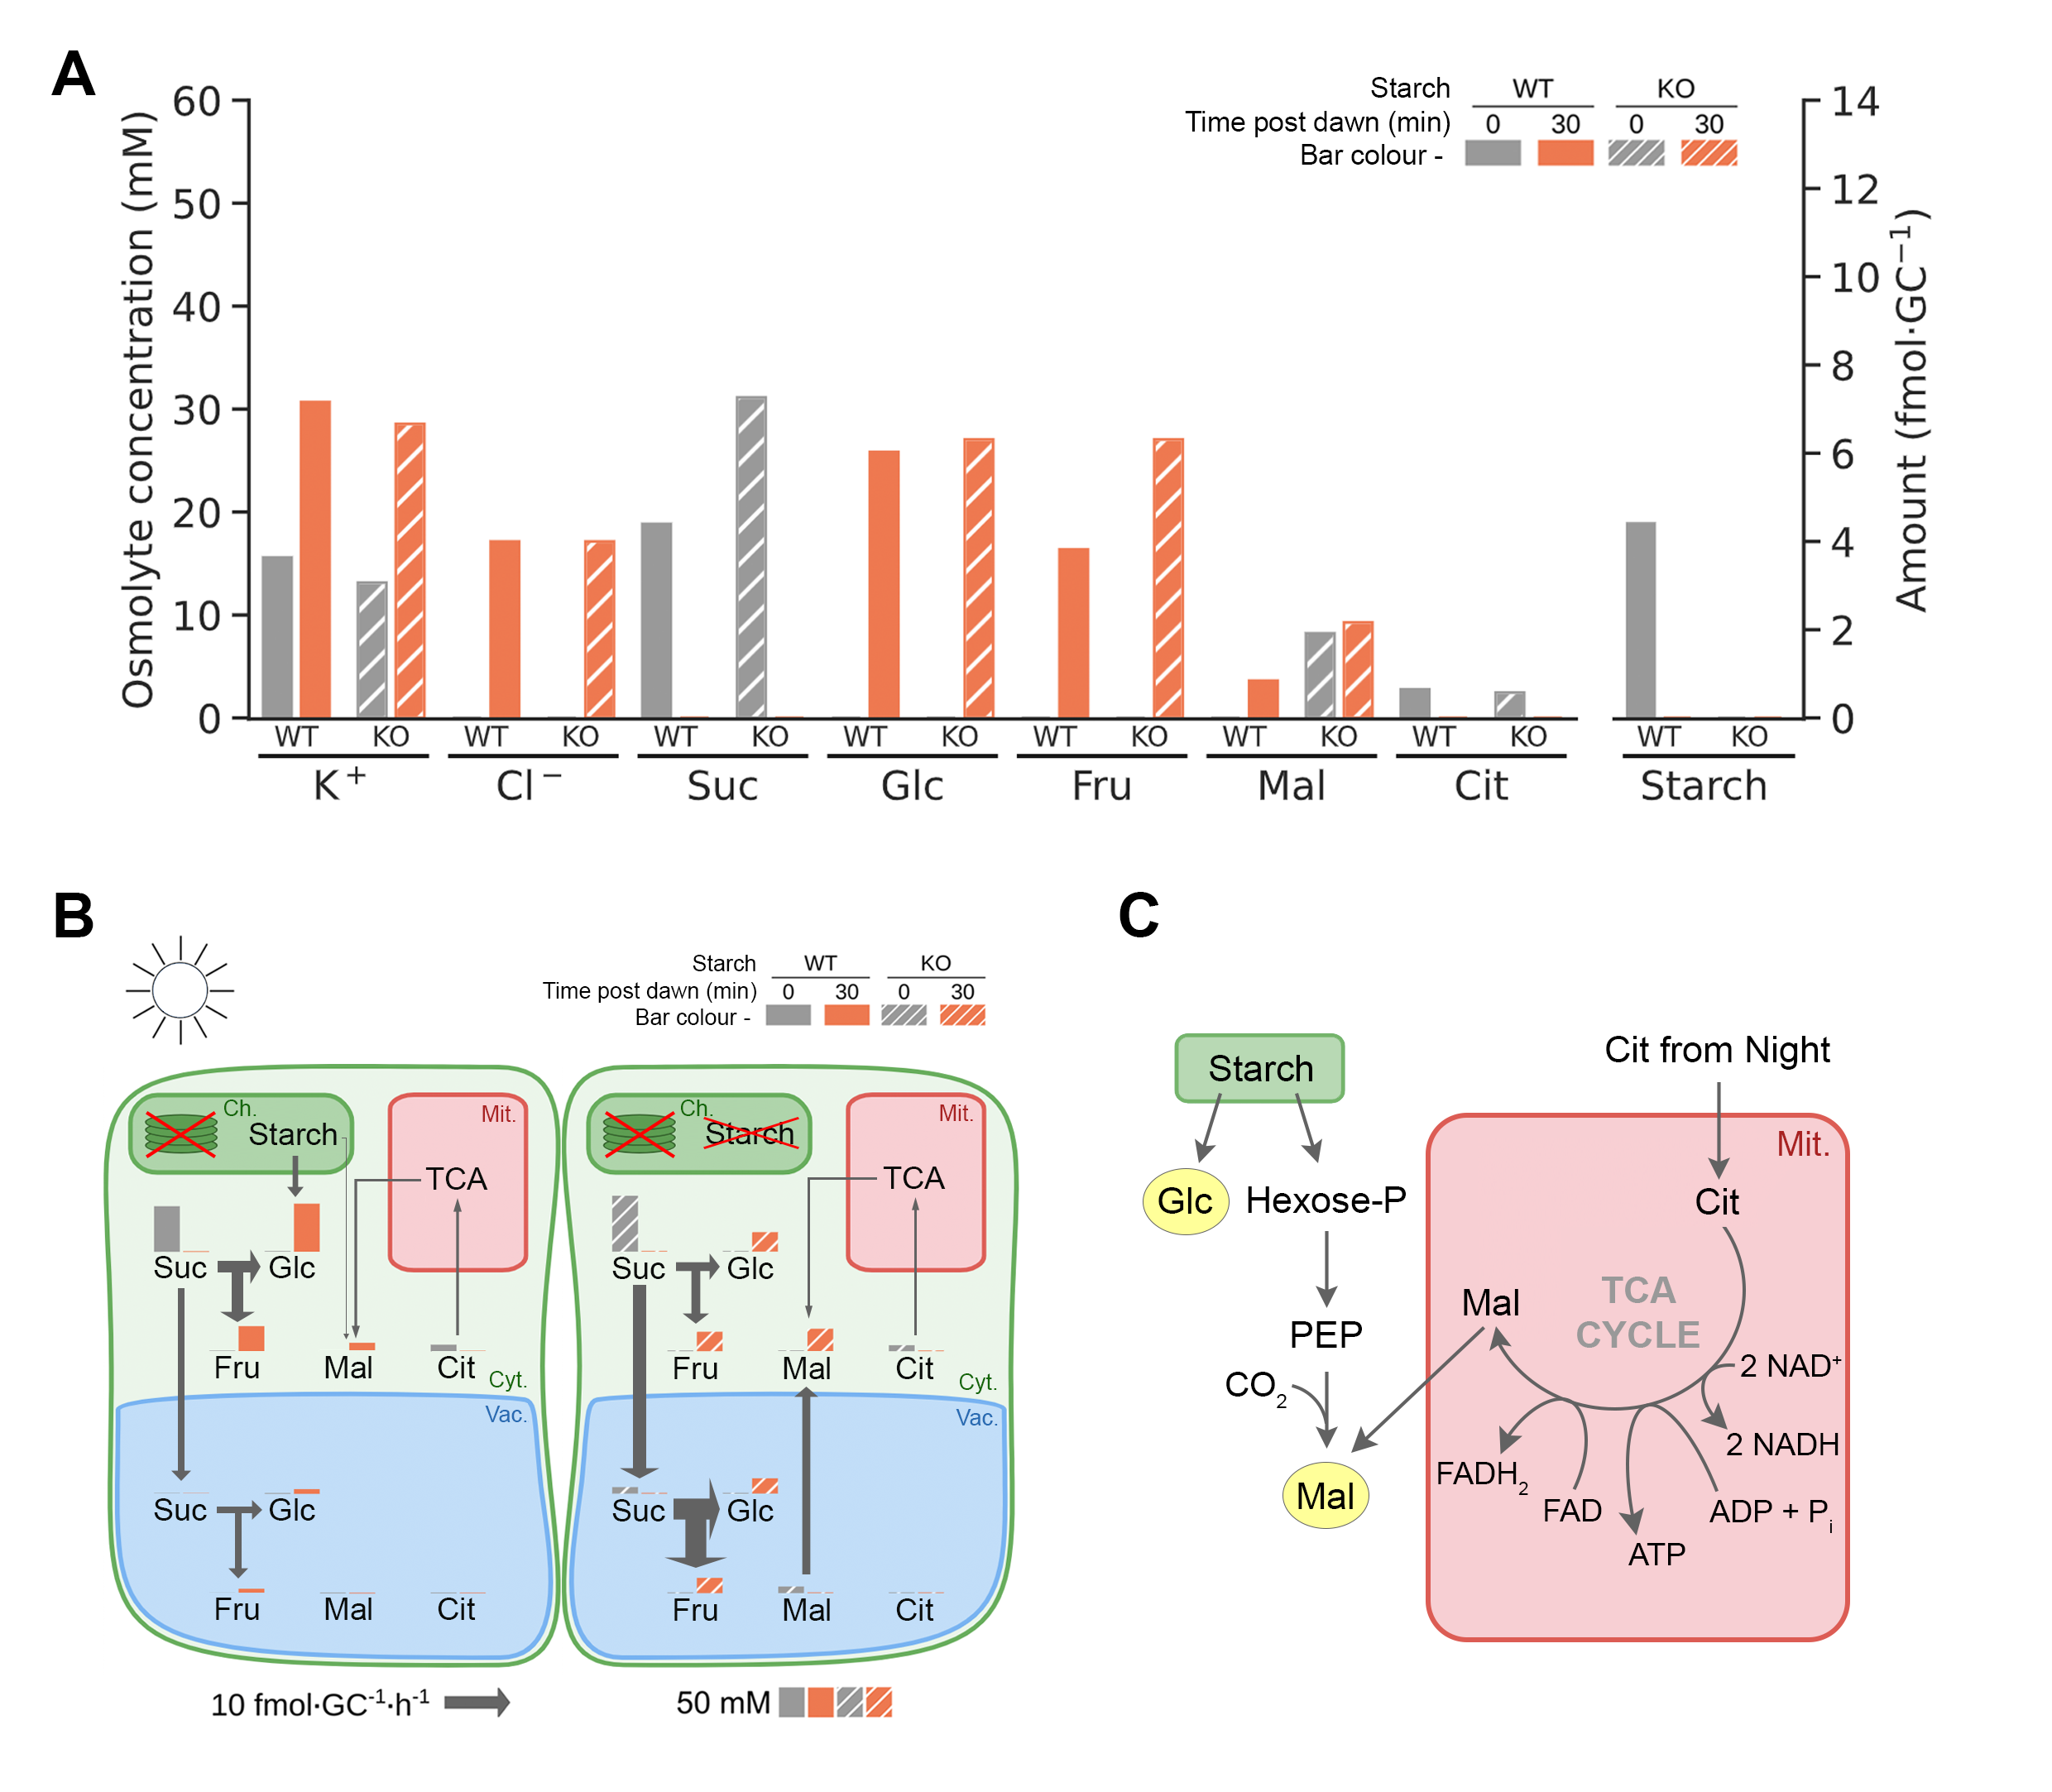 A
Starch WT KO
Time post dawn (min) 0 30 0 30
Bar colour -
Osmolyte concentration (mM)
60
50
40
30
20
10
0
Amount (fmol·GC⁻¹)
14
12
10
8
6
4
2
0
WT KO WT KO WT KO WT KO WT KO WT KO WT KO WT KO
K⁺ Cl⁻ Suc Glc Fru Mal Cit Starch
B
Starch WT KO
Time post dawn (min) 0 30 0 30
Bar colour -
Ch. Mit. Ch. Mit.
Starch Starch
TCA TCA
Suc Glc Suc Glc
Fru Mal Cit Fru Mal Cit
Cyt. Cyt.
Vac. Vac.
Suc Glc Suc Glc
Fru Mal Cit Fru Mal Cit
10 fmol·GC⁻¹·h⁻¹ 50 mM
C
Starch
Cit from Night
Mit.
Glc Hexose-P Cit
Mal TCA
CYCLE
PEP
CO₂
2 NAD⁺
2 NADH
FADH₂
FAD
ADP + Pᵢ
Mal
ATP